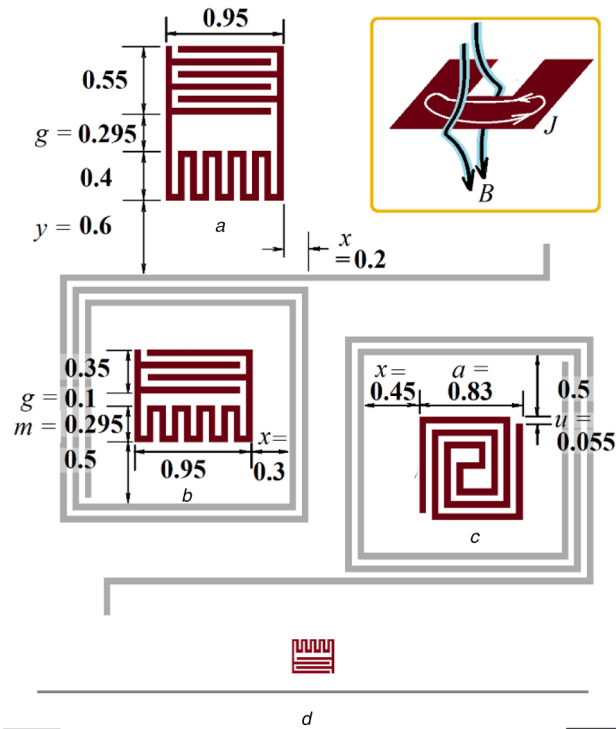 0.95
0.55
g = 0.295
0.4
y = 0.6
a
x
= 0.2
J
B
0.35
g = 0.1
m = 0.295
0.5
0.95
x =
0.3
b
x =
0.45
a =
0.83
0.5
u =
0.055
c
d